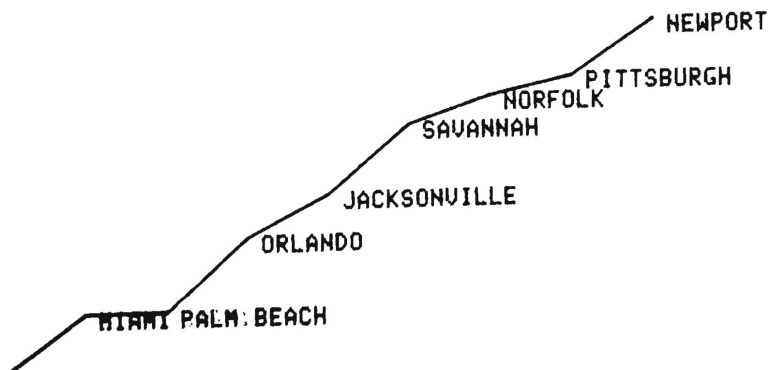 NEWPORT
PITTSBURGH
NORFOLK
SAVANNAH
JACKSONVILLE
ORLANDO
MIAMI PALM BEACH